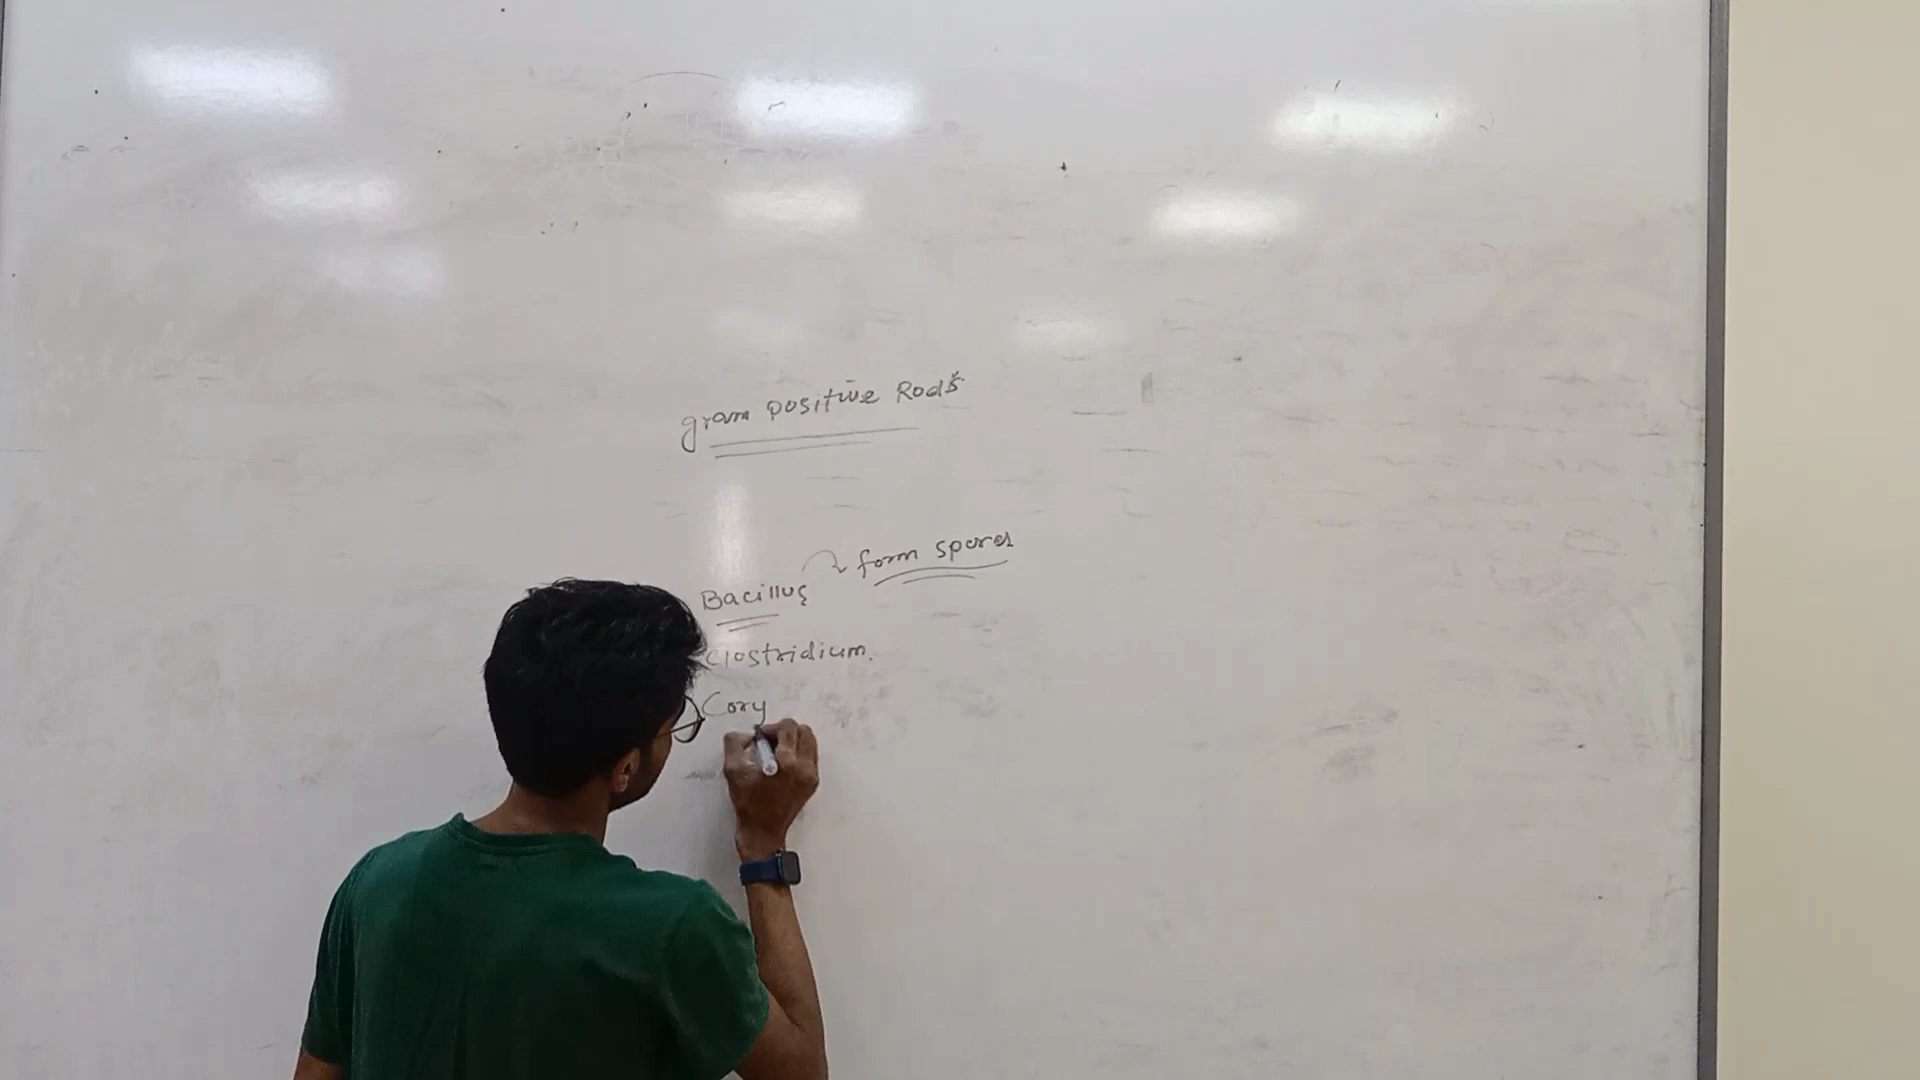 gram positive Rods
form spores
Bacillus
Clostridium.
Cory